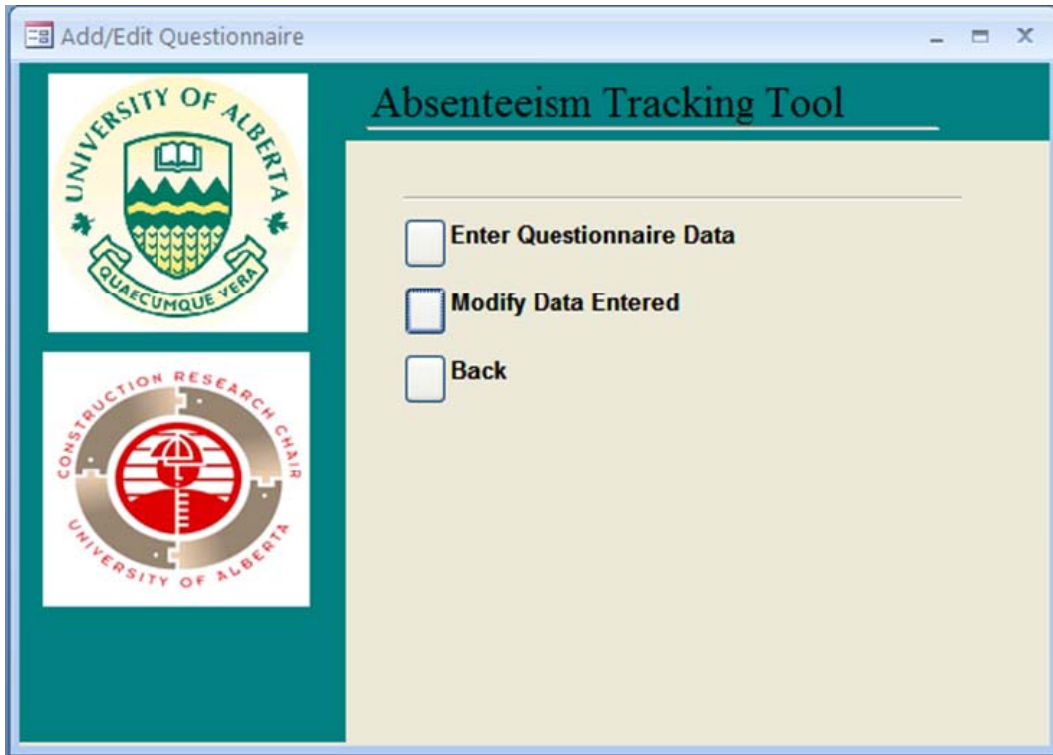 Add/Edit Questionnaire
UNIVERSITY OF ALBERTA
QUAECUMQUE VERA
Absenteeism Tracking Tool
Enter Questionnaire Data
Modify Data Entered
Back
CONSTRUCTION RESEARCH CHAIR
UNIVERSITY OF ALBERTA